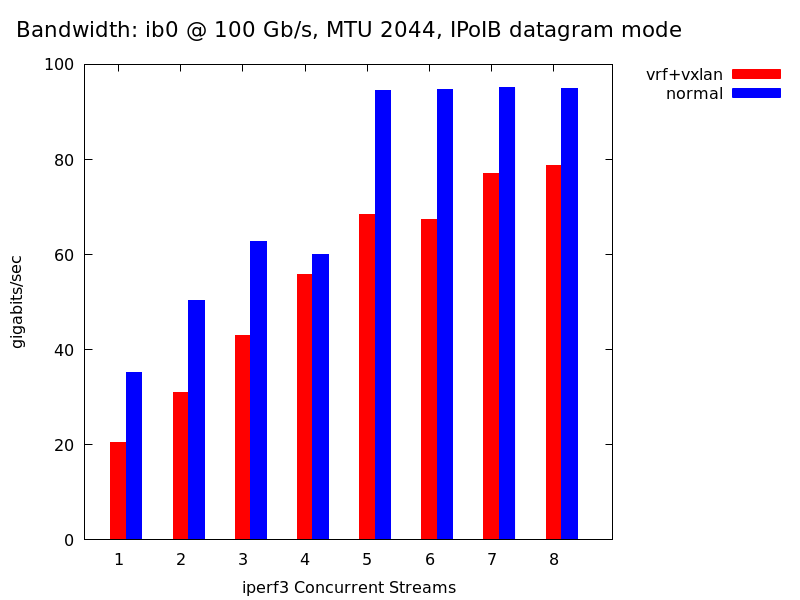 Bandwidth: ib0 @ 100 Gb/s, MTU 2044, IPoIB datagram mode
vrf+vxlan
normal
100
80
60
40
20
0
gigabits/sec
1 2 3 4 5 6 7 8
iperf3 Concurrent Streams